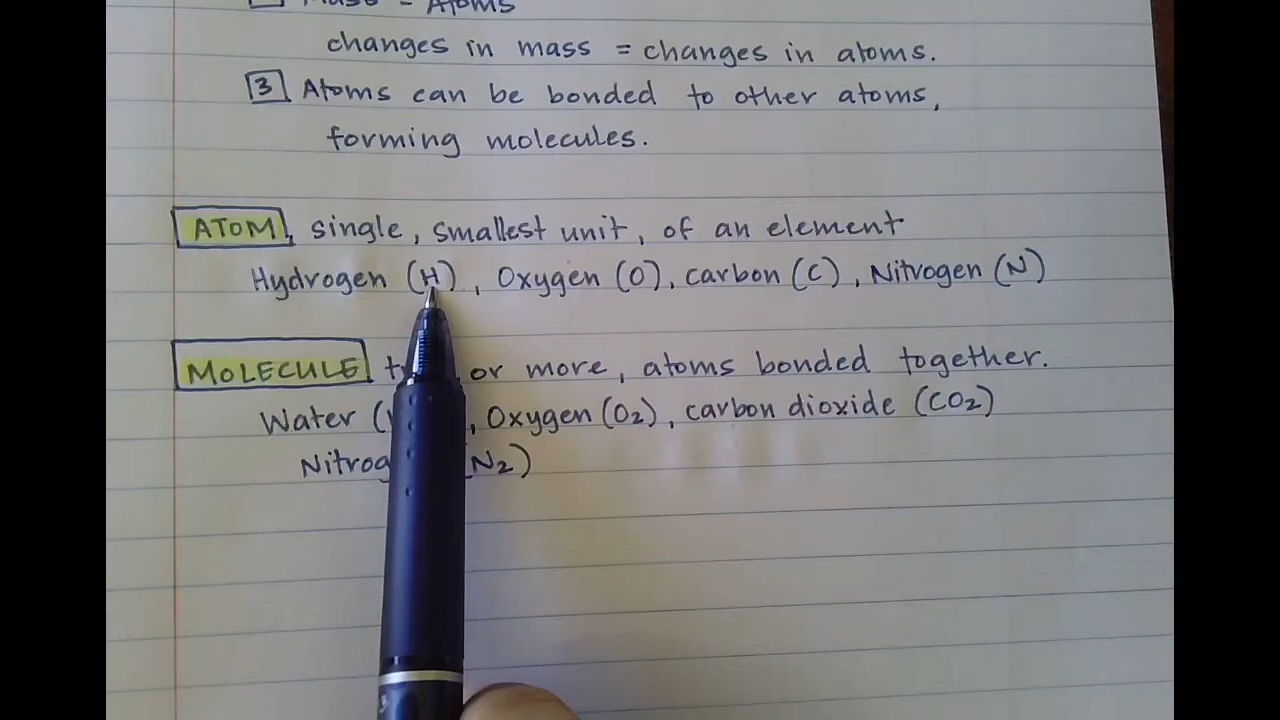 Mass = Atoms
changes in mass = changes in atoms.
3 Atoms can be bonded to other atoms,
forming molecules.
ATOM, single, smallest unit, of an element
Hydrogen (H), Oxygen (O), carbon (C), Nitrogen (N)
MOLECULE or more, atoms bonded together.
Water ( , Oxygen (O₂), carbon dioxide (CO₂)
(N₂)